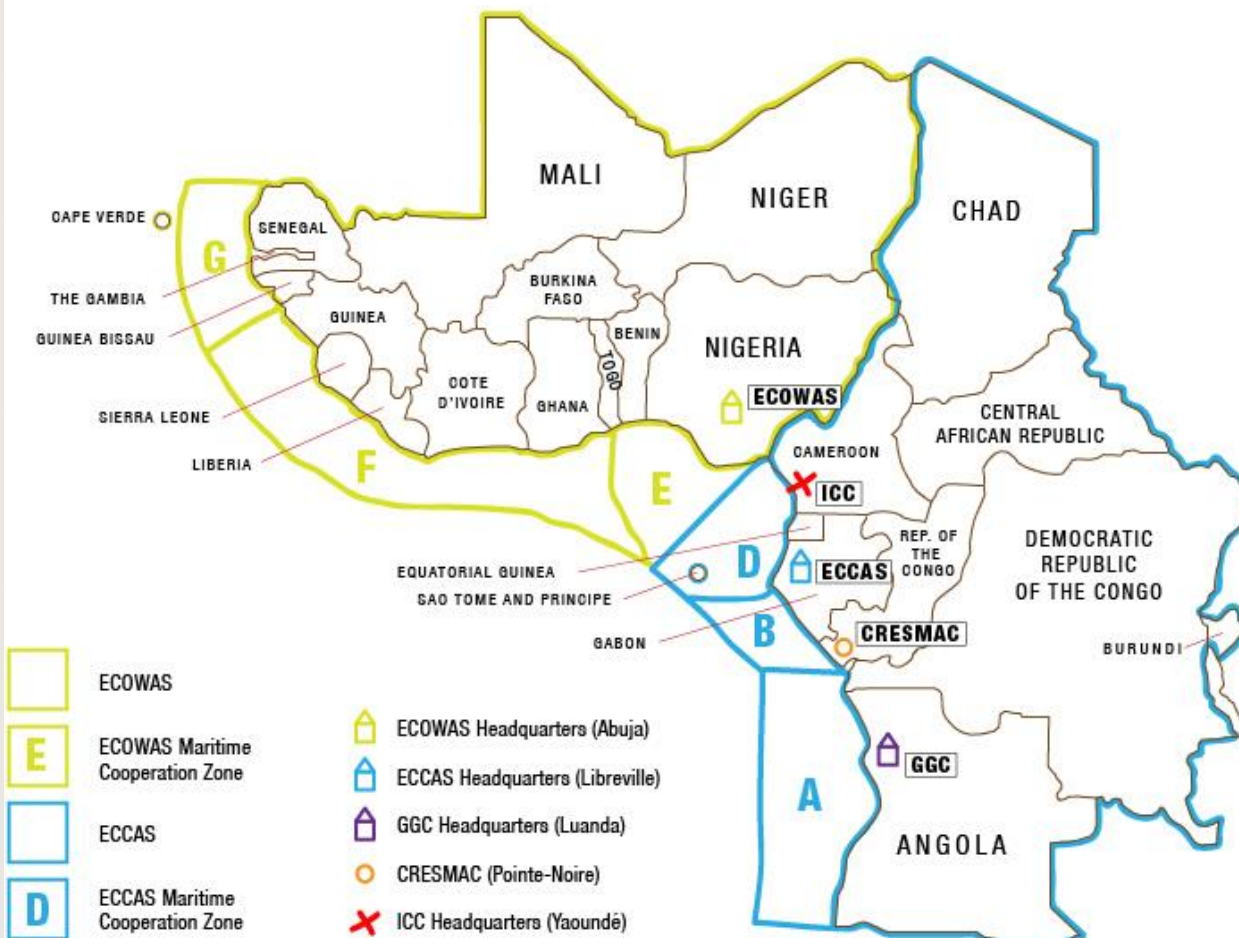 MALI
NIGER
CHAD
CAPE VERDE
SENEGAL
G
THE GAMBIA
GUINEA BISSAU
GUINEA
BURKINA
FASO
BENIN
TOGO
NIGERIA
ECOWAS
SIERRA LEONE
COTE
D'IVOIRE
GHANA
CENTRAL
AFRICAN REPUBLIC
LIBERIA
F
E
CAMEROON
ICC
REP. OF
THE
CONGO
DEMOCRATIC
REPUBLIC
OF THE CONGO
EQUATORIAL GUINEA
D
ECCAS
SAO TOME AND PRINCIPE
GABON
B
CRESMAC
BURUNDI
A
GGC
ANGOLA
ECOWAS
E
ECOWAS Maritime
Cooperation Zone
ECCAS
D
ECCAS Maritime
Cooperation Zone
ECOWAS Headquarters (Abuja)
ECCAS Headquarters (Libreville)
GGC Headquarters (Luanda)
CRESMAC (Pointe-Noire)
ICC Headquarters (Yaoundé)